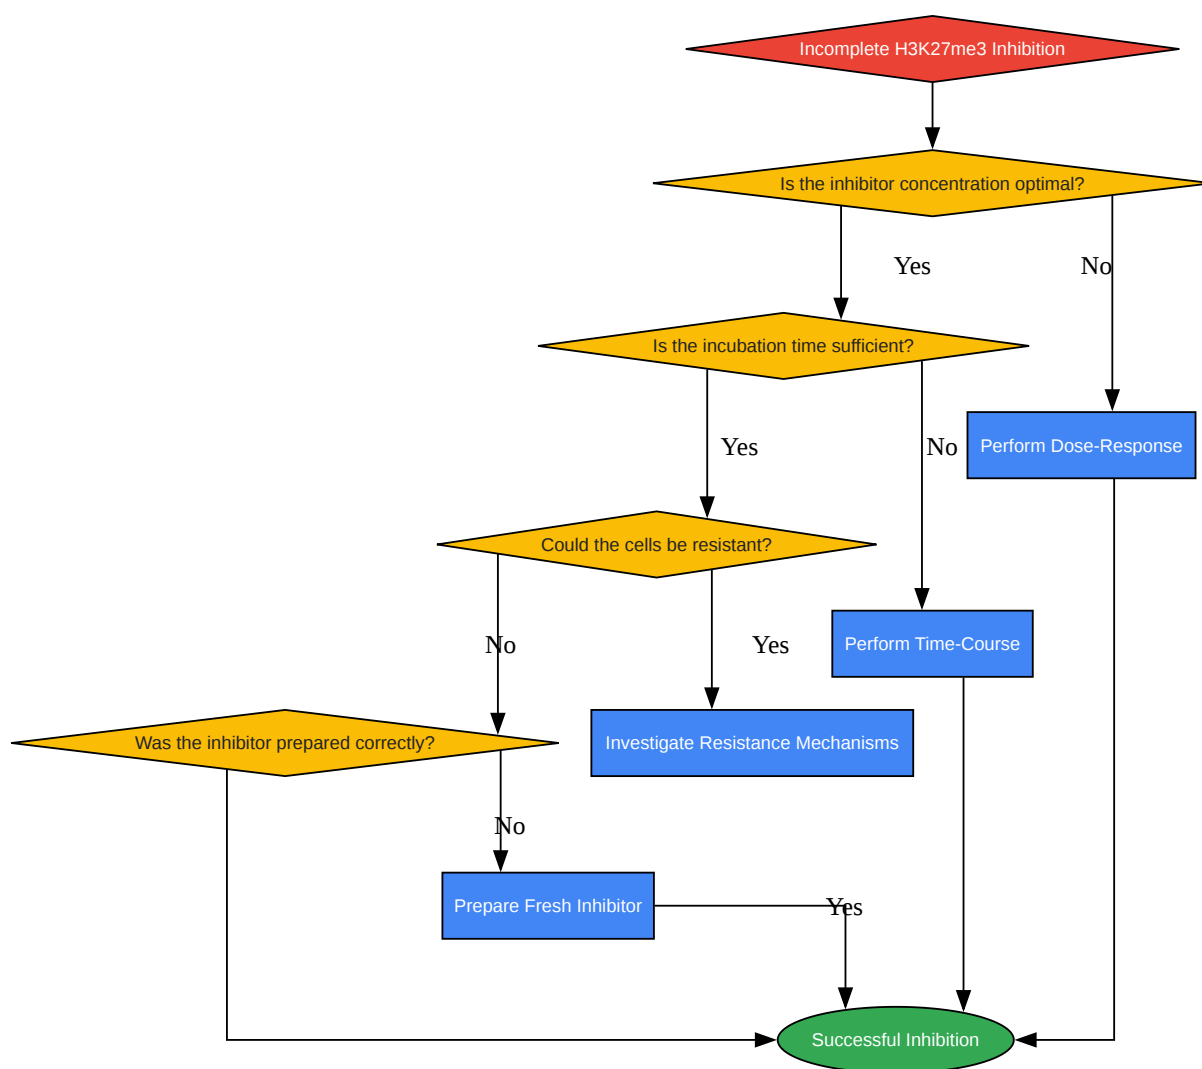 Incomplete H3K27me3 Inhibition
Is the inhibitor concentration optimal?
Yes
No
Is the incubation time sufficient?
Yes
No
Perform Dose-Response
Could the cells be resistant?
No
Yes
Perform Time-Course
Was the inhibitor prepared correctly?
Investigate Resistance Mechanisms
No
Prepare Fresh Inhibitor
Yes
Successful Inhibition